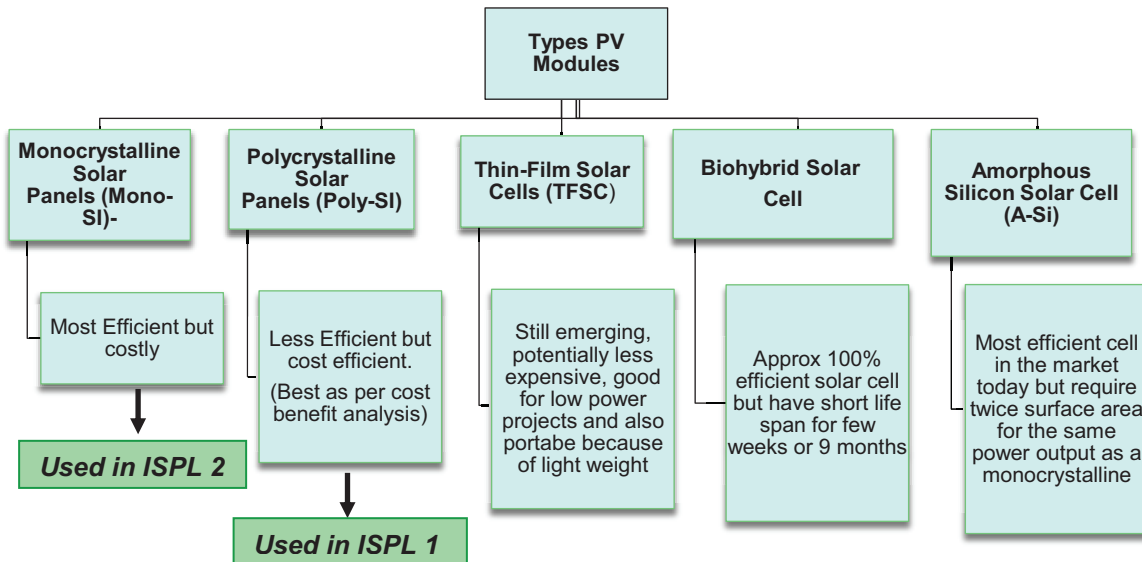 Types PV
Modules
Monocrystalline
Solar
Panels (Mono-
SI)-
Polycrystalline
Solar
Panels (Poly-SI)
Thin-Film Solar
Cells (TFSC)
Biohybrid Solar
Cell
Amorphous
Silicon Solar Cell
(A-Si)
Most Efficient but
costly
Less Efficient but
cost efficient.
(Best as per cost
benefit analysis)
Still emerging,
potentially less
expensive, good
for low power
projects and also
portabe because
of light weight
Approx 100%
efficient solar cell
but have short life
span for few
weeks or 9 months
Most efficient cell
in the market
today but require
twice surface area
for the same
power output as a
monocrystalline
Used in ISPL 2
Used in ISPL 1